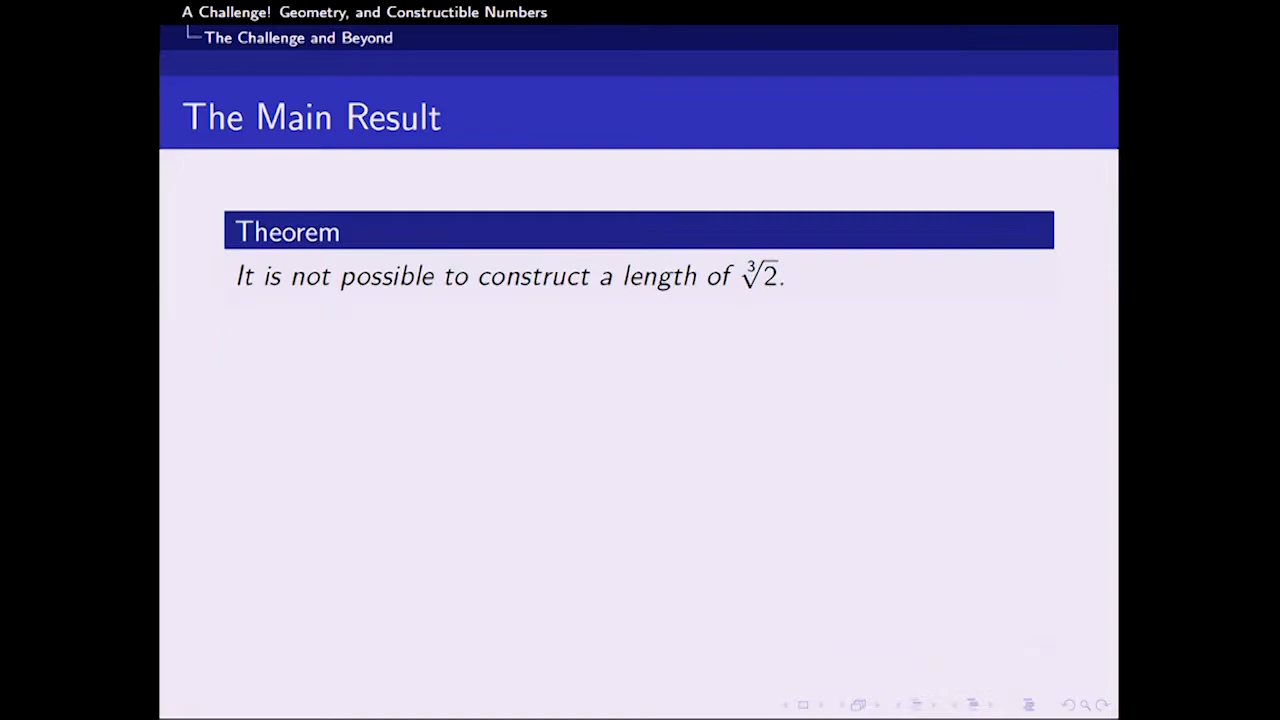 A Challenge! Geometry, and Constructible Numbers
The Challenge and Beyond
The Main Result
Theorem
It is not possible to construct a length of ∛2.